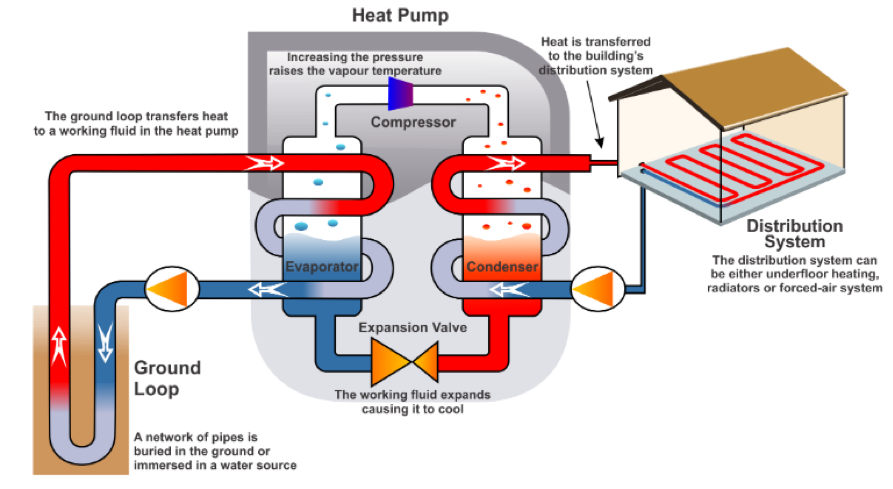 Heat Pump
Increasing the pressure
raises the vapour temperature
Compressor
Heat is transferred
to the building's
distribution system
The ground loop transfers heat
to a working fluid in the heat pump
Evaporator
Condenser
Distribution
System
The distribution system can
be either underfloor heating,
radiators or forced-air system
Expansion Valve
The working fluid expands
causing it to cool
Ground
Loop
A network of pipes is
buried in the ground or
immersed in a water source